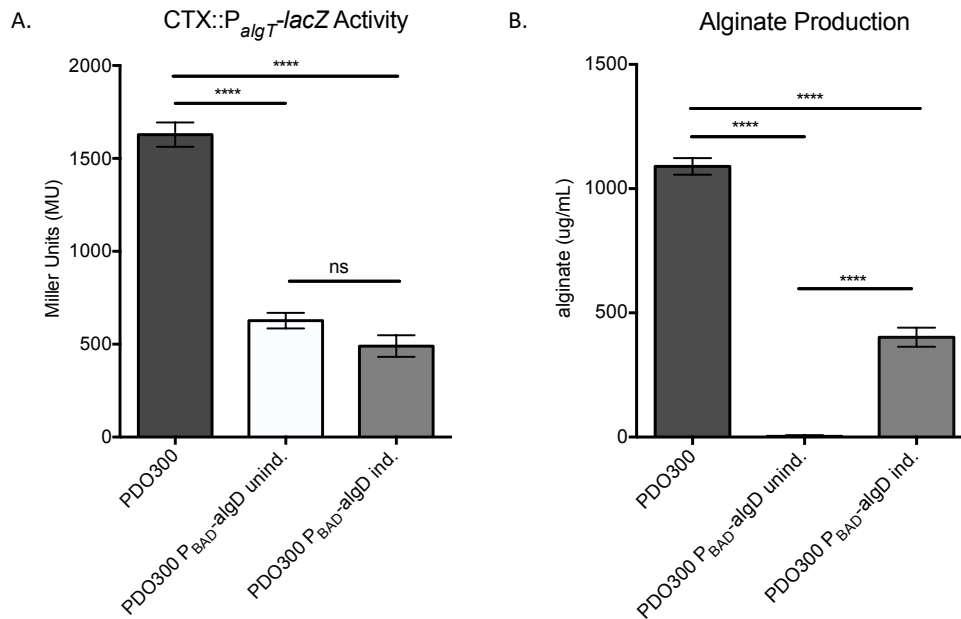 A.
CTX::PalgT-lacZ Activity
2000
1500
1000
500
0
Miller Units (MU)
****
****
ns
PDO300
PDO300 PBAD-algD unind.
PDO300 PBAD-algD ind.
B.
Alginate Production
1500
1000
500
0
alginate (ug/mL)
****
****
****
PDO300
PDO300 PBAD-algD unind.
PDO300 PBAD-algD ind.